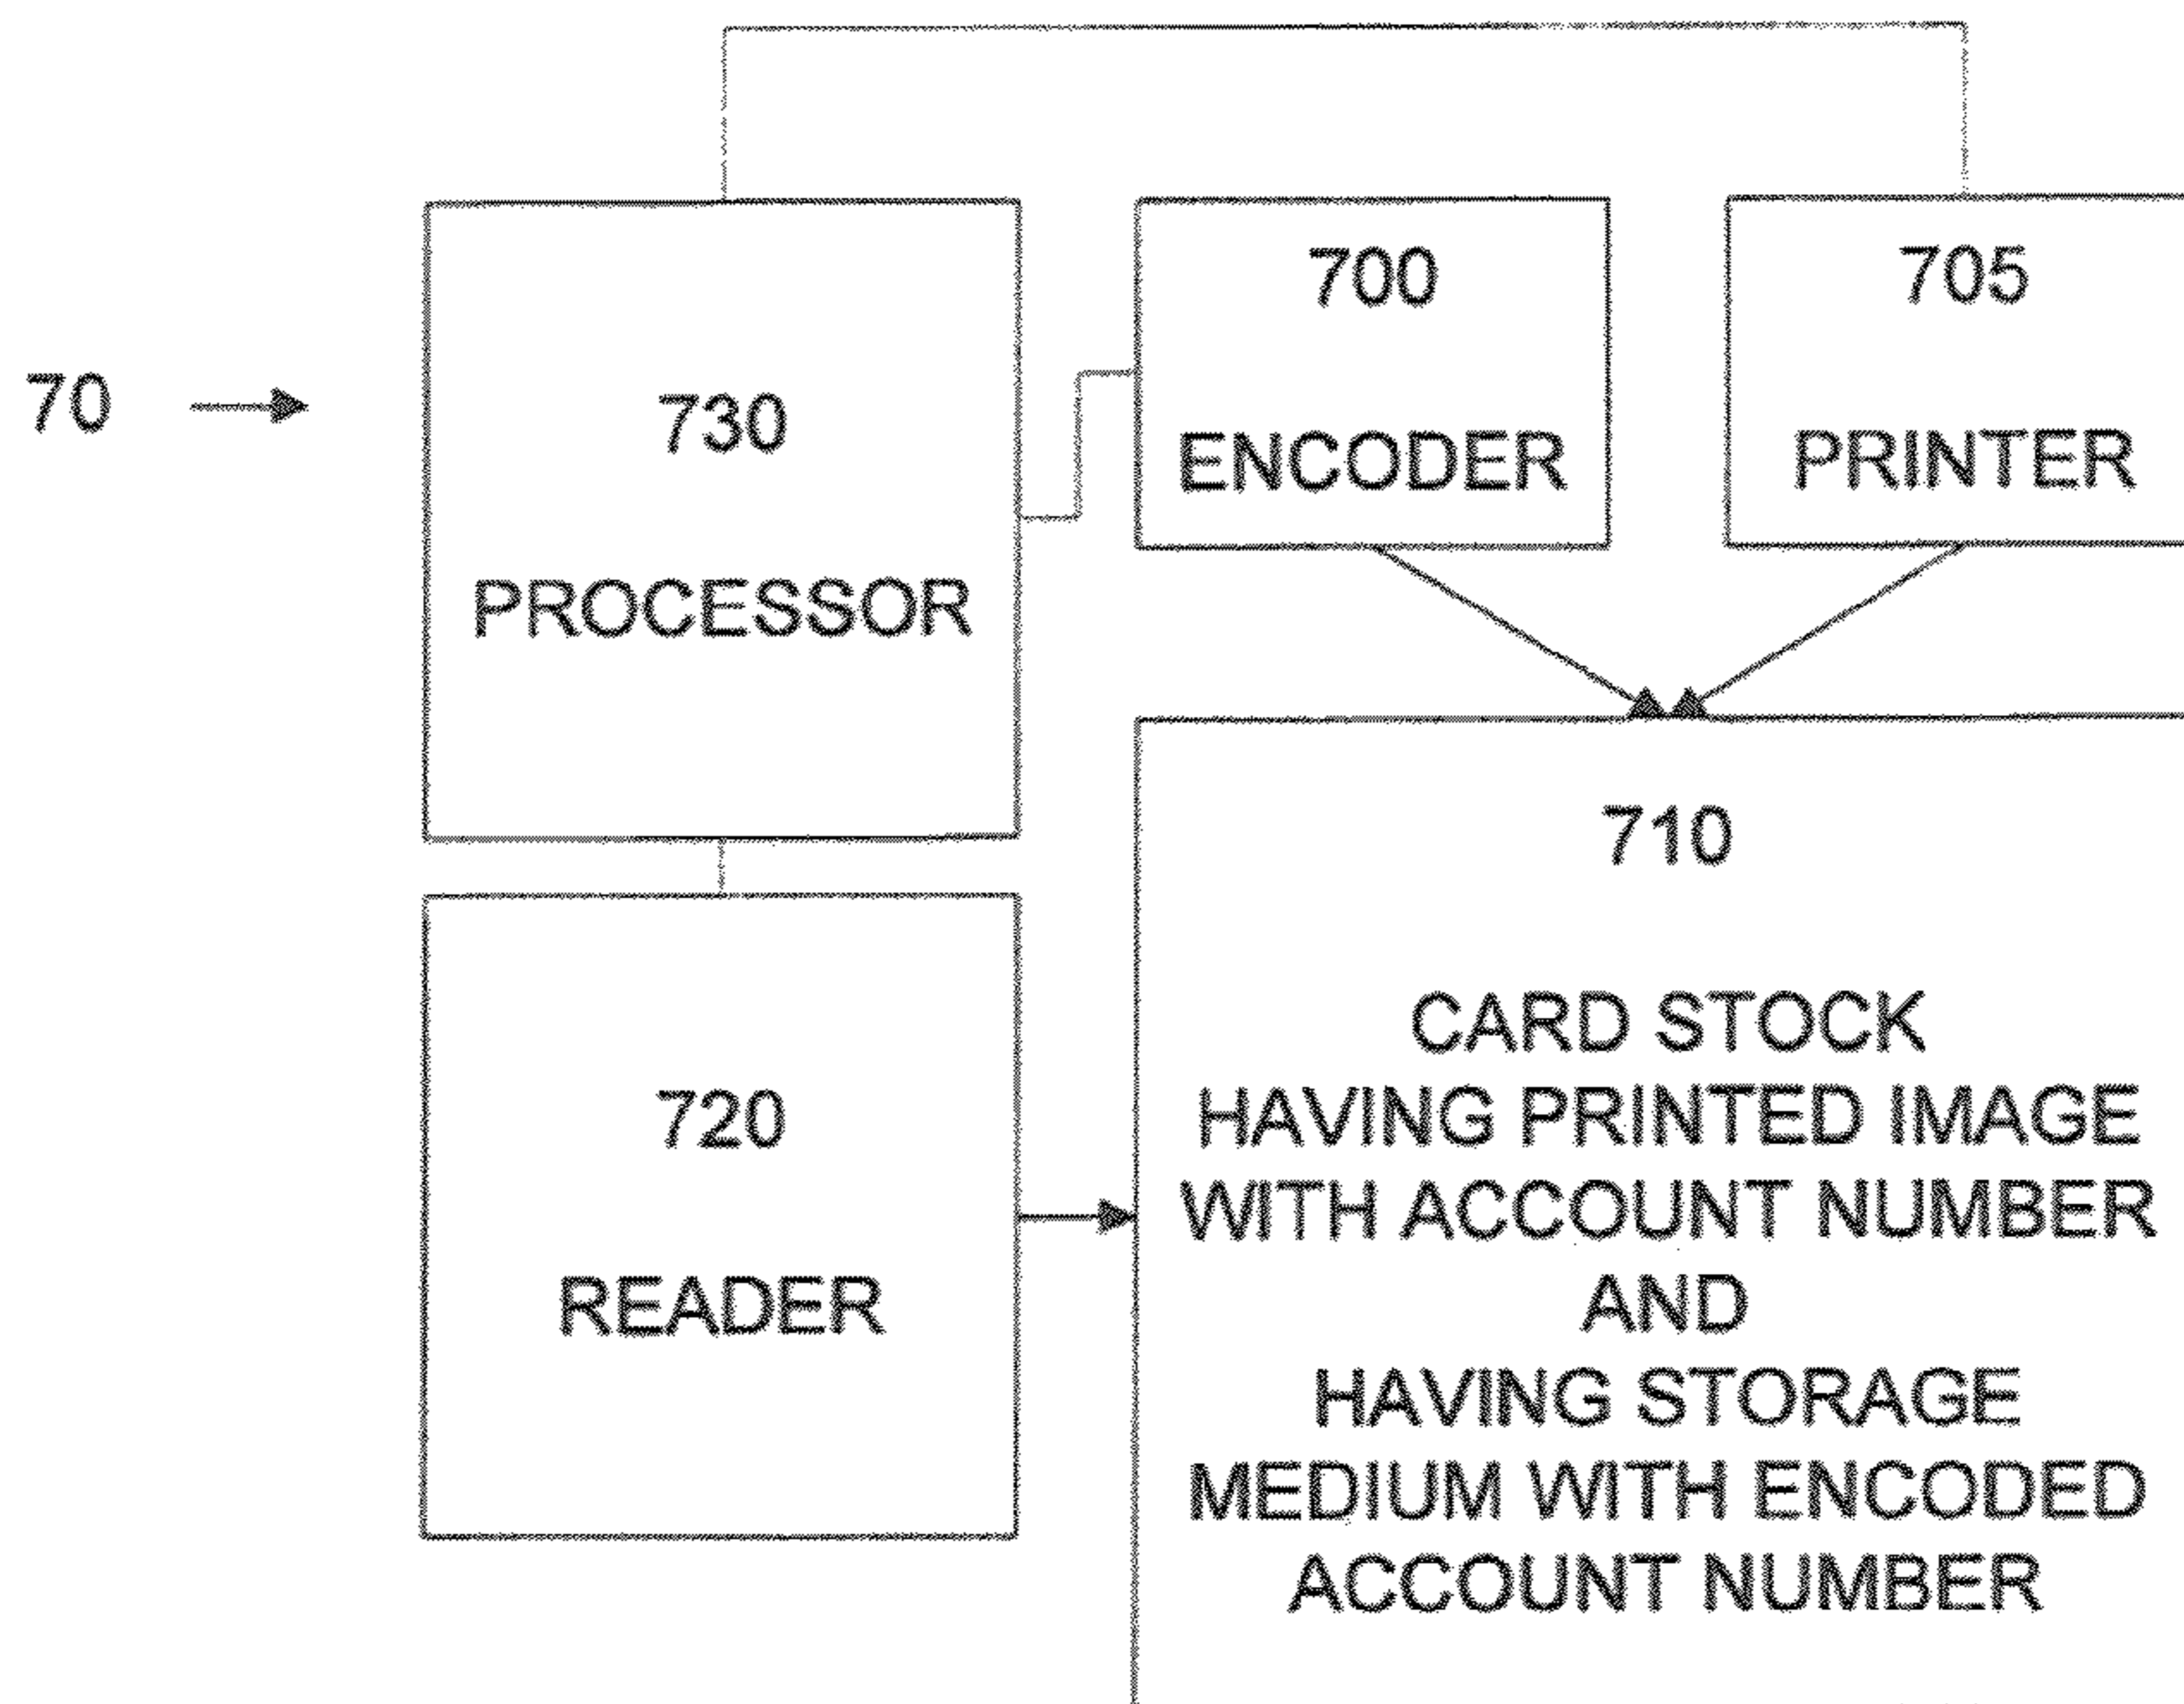 70
730
PROCESSOR
700
ENCODER
705
PRINTER
720
READER
710
CARD STOCK
HAVING PRINTED IMAGE
WITH ACCOUNT NUMBER
AND
HAVING STORAGE
MEDIUM WITH ENCODED
ACCOUNT NUMBER